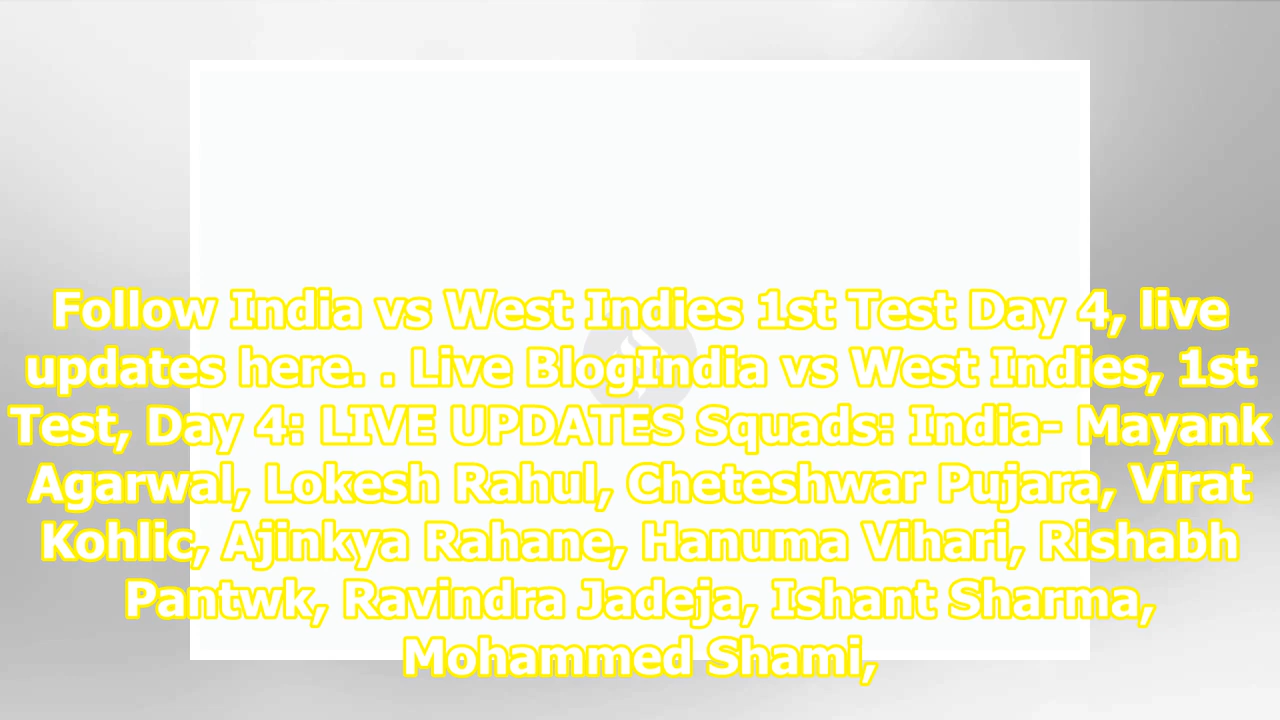 Follow India vs West Indies 1st Test Day 4, live
updates here. . Live BlogIndia vs West Indies, 1st
Test, Day 4: LIVE UPDATES Squads: India- Mayank
Agarwal, Lokesh Rahul, Cheteshwar Pujara, Virat
Kohlic, Ajinkya Rahane, Hanuma Vihari, Rishabh
Pantwk, Ravindra Jadeja, Ishant Sharma,
Mohammed Shami,